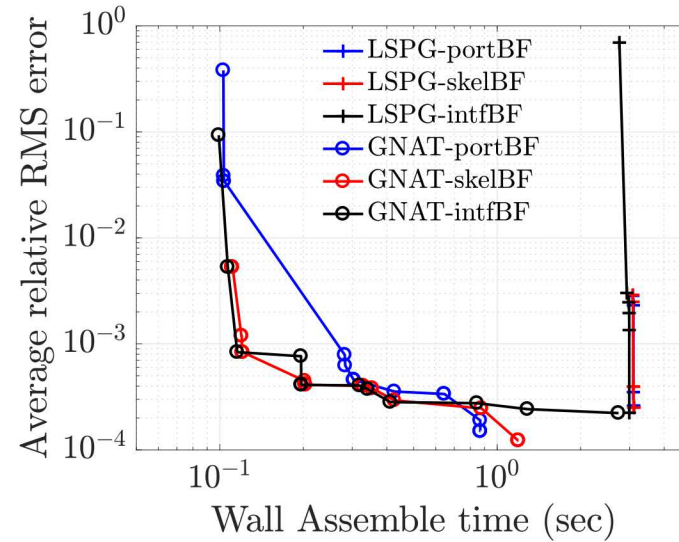 Average relative RMS error
10^0
10^-1
10^-2
10^-3
10^-4
LSPG-portBF
LSPG-skelBF
LSPG-intfBF
GNAT-portBF
GNAT-skelBF
GNAT-intfBF
10^-1
10^0
Wall Assemble time (sec)